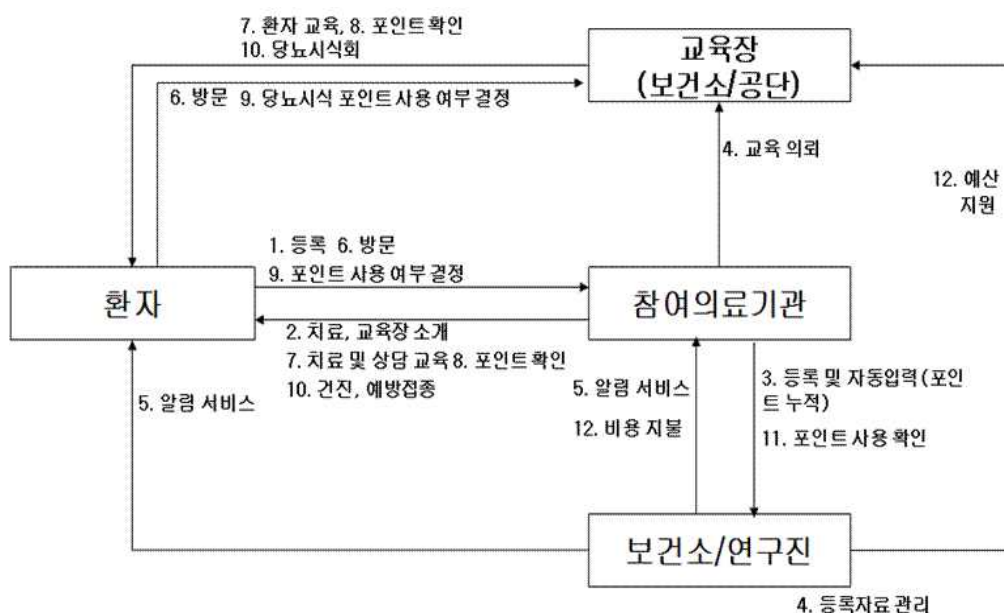 7. 환자 교육, 8. 포인트 확인
10. 당뇨시식회
교육장
(보건소/공단)
6. 방문 9. 당뇨시식 포인트 사용 여부 결정
4. 교육 의뢰
12. 예산
지원
1. 등록 6. 방문
9. 포인트 사용 여부 결정
환자
참여의료기관
2. 치료, 교육장 소개
7. 치료 및 상담 교육 8. 포인트 확인
10. 건진, 예방접종
5. 알림 서비스
5. 알림 서비스
12. 비용 지불
3. 등록 및 자동입력(포인
트 누적)
11. 포인트 사용 확인
보건소/연구진
4. 등록자료 관리